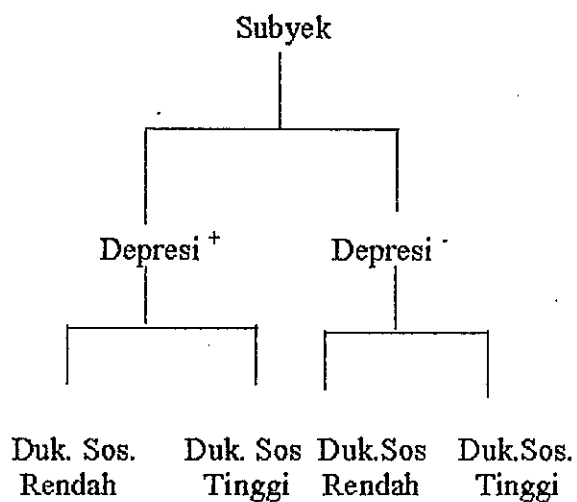 Subyek
Depresi + Depresi -
Duk. Sos. Duk. Sos Duk.Sos Duk.Sos.
Rendah Tinggi Rendah Tinggi